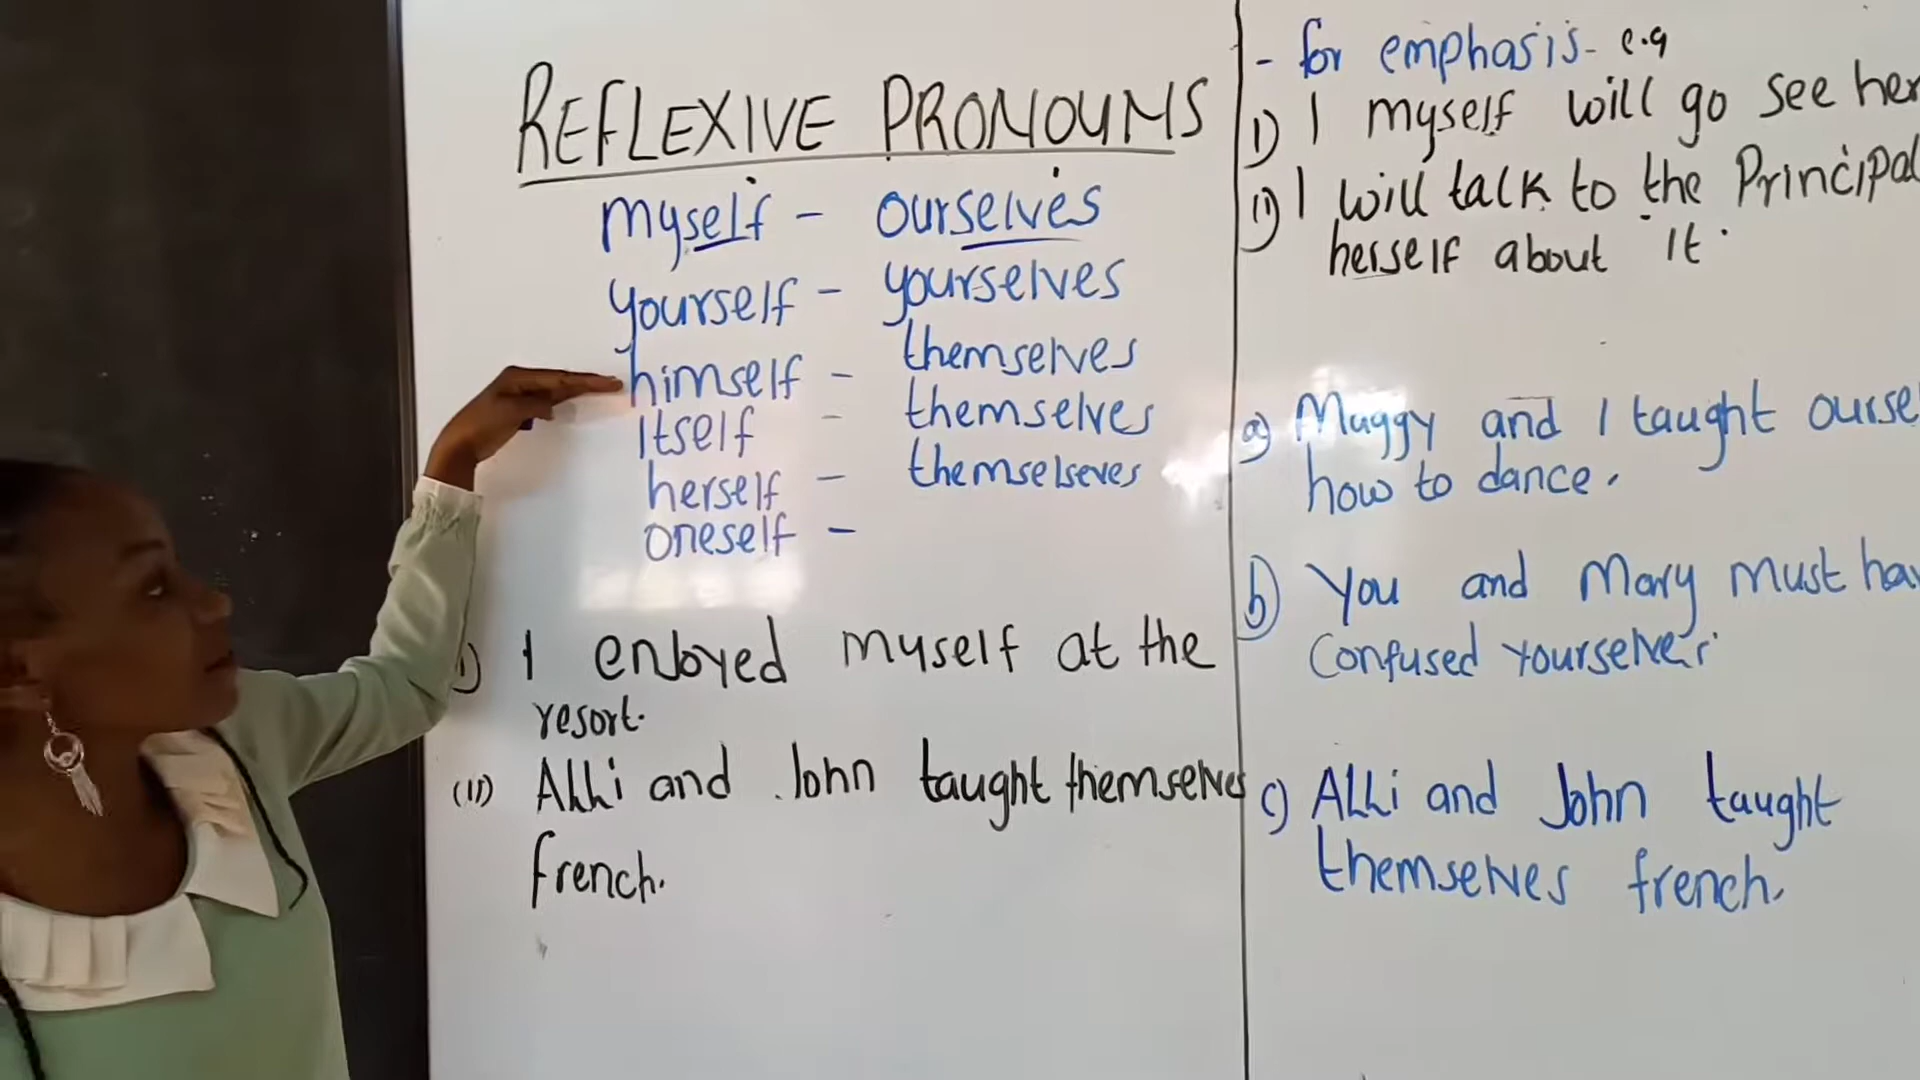 REFLEXIVE PRONOUNS
myself - ourselves
yourself - yourselves
himself - themselves
itself - themselves
herself - themselseves
oneself -
i) I enjoyed myself at the
resort.
(ii) Alli and John taught themselves
french.
- for emphasis - e.g
i) I myself will go see her
ii) I will talk to the Principal
herself about it.
a) Maggy and I taught ourse
how to dance.
b) You and Mary must hav
Confused yourselves.
c) Alli and John taught
themselves french.